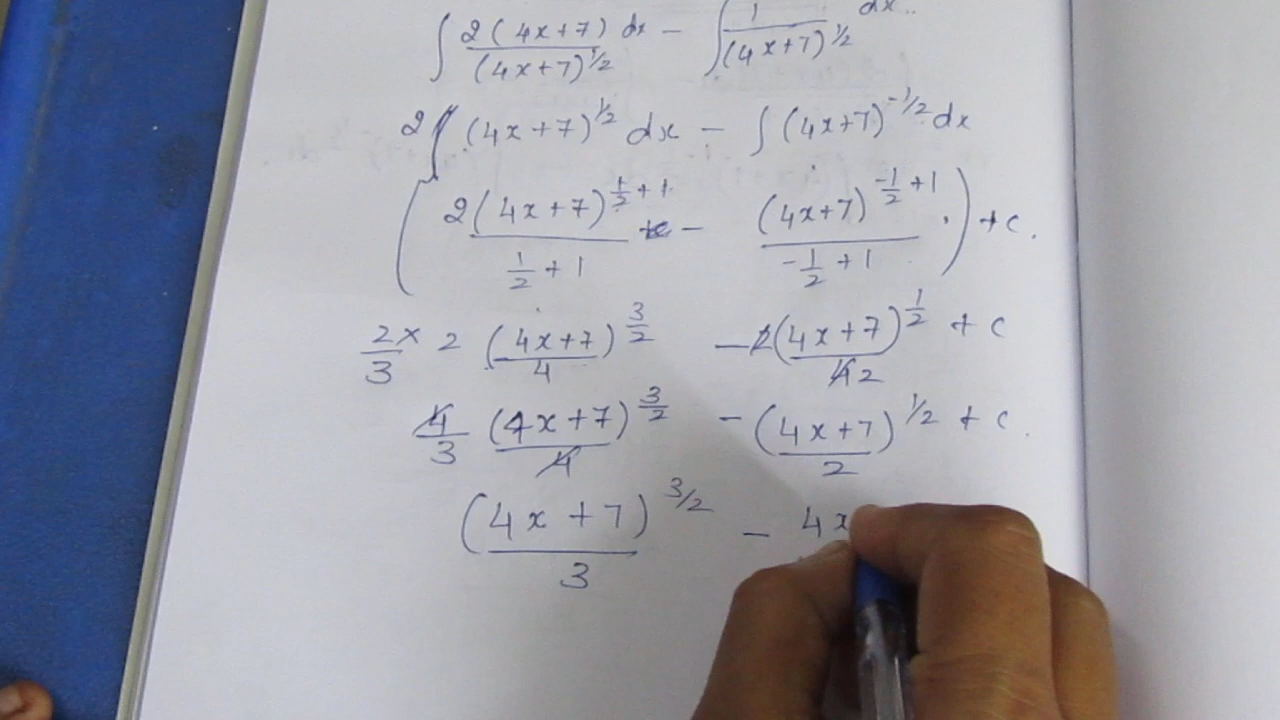 ∫ 2(4x+7)/(4x+7)^1/2 dx − ∫ 1/(4x+7)^1/2 dx..
2∫ (4x+7)^1/2 dx − ∫ (4x+7)^-1/2 dx
( 2(4x+7)^(1/2+1) / (1/2+1) − (4x+7)^(-1/2+1) / (-1/2+1) ) + c.
2/3 × 2 (4x+7)^3/2 / 4 − 2(4x+7)^1/2 / 4 2 + c
4/3 (4x+7)^3/2 / 4 − (4x+7)^1/2 / 2 + c.
(4x+7)^3/2 / 3 − 4x